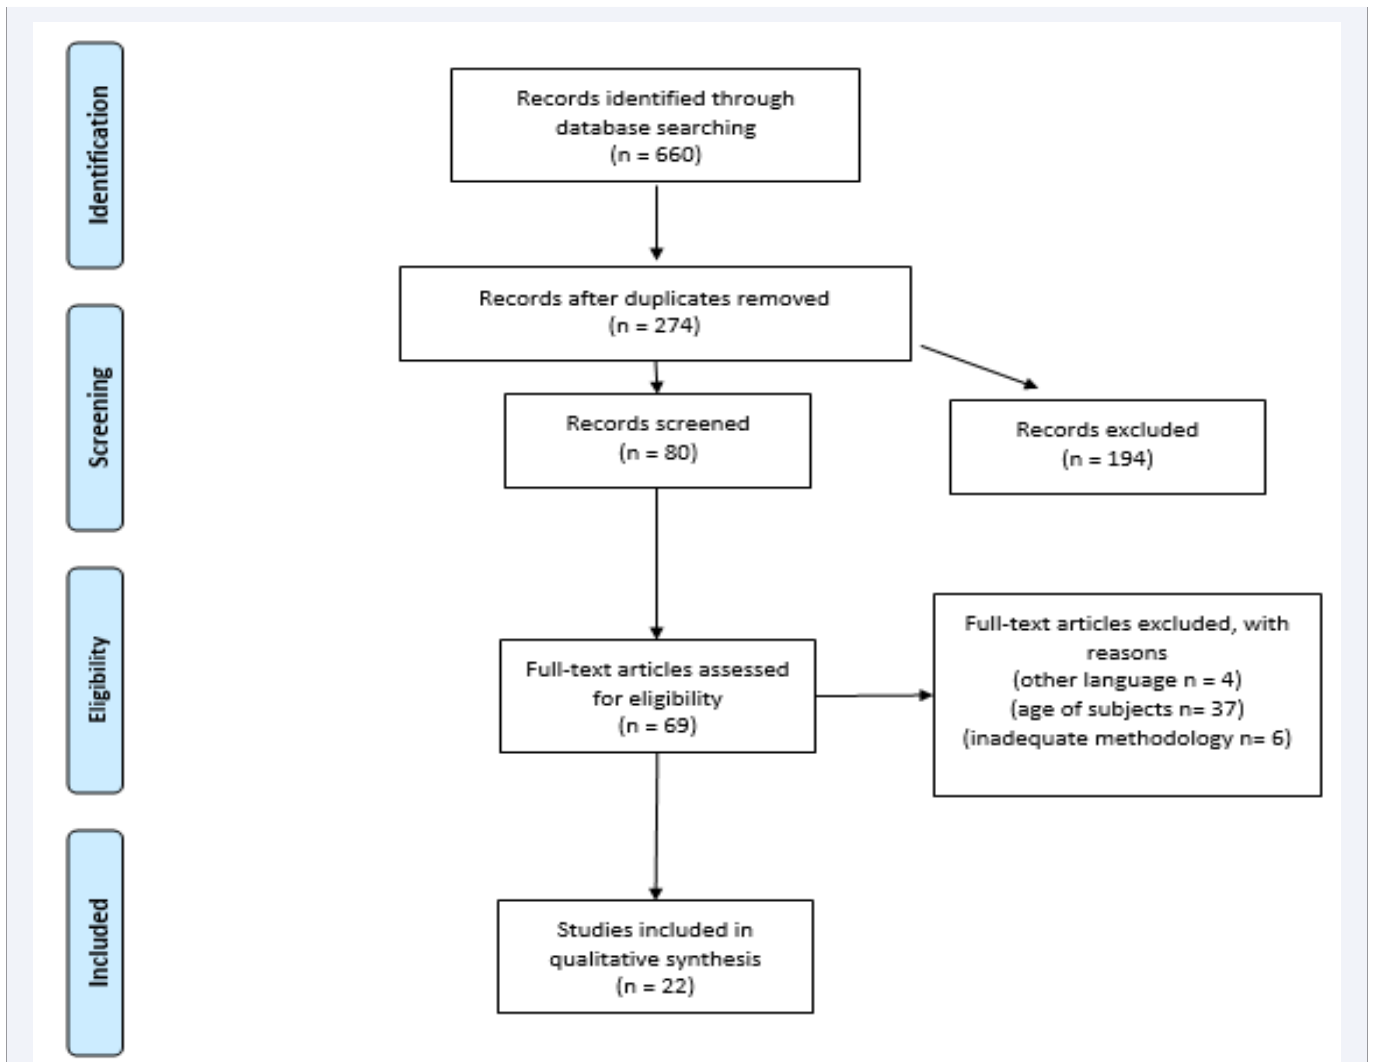 Identification
Records identified through
database searching
(n = 660)
Records after duplicates removed
(n = 274)
Screening
Records screened
(n = 80)
Records excluded
(n = 194)
Eligibility
Full-text articles assessed
for eligibility
(n = 69)
Full-text articles excluded, with
reasons
(other language n = 4)
(age of subjects n= 37)
(inadequate methodology n= 6)
Included
Studies included in
qualitative synthesis
(n = 22)